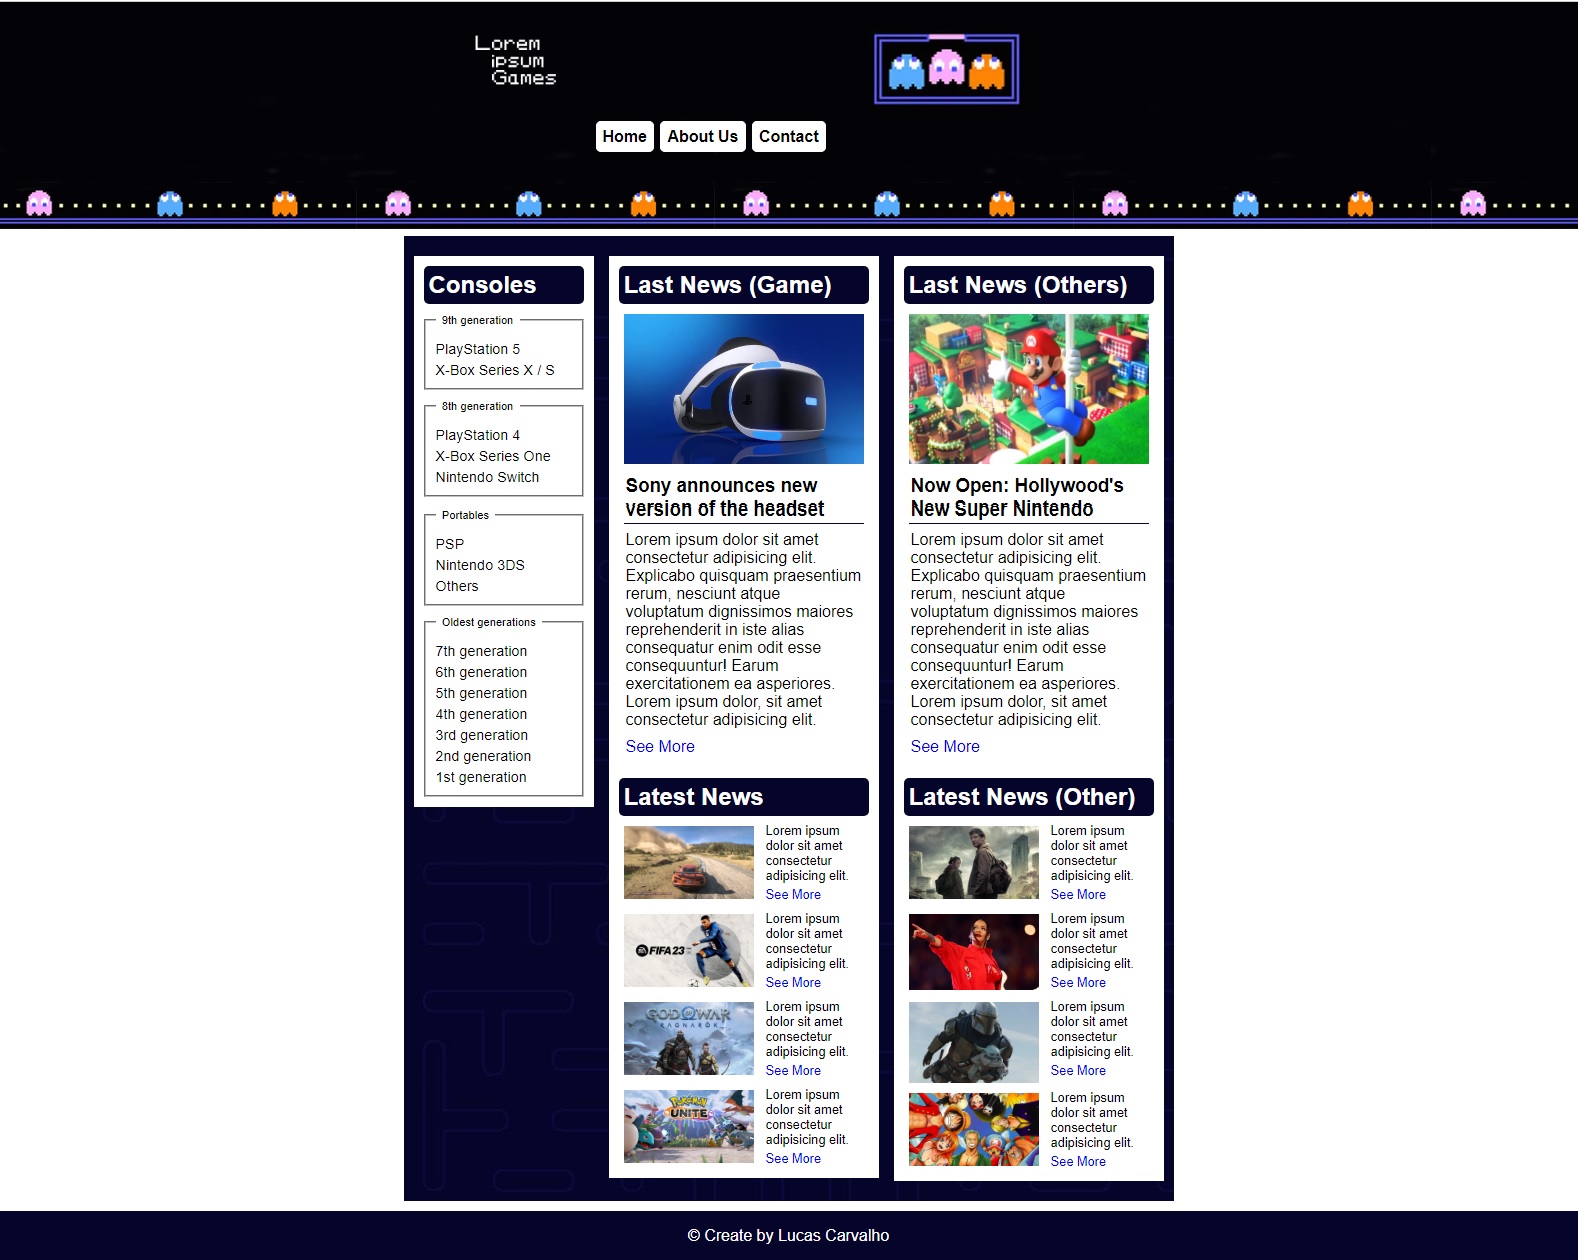 Lorem
ipsum
Games
Home About Us Contact
Consoles
9th generation
PlayStation 5
X-Box Series X / S
8th generation
PlayStation 4
X-Box Series One
Nintendo Switch
Portables
PSP
Nintendo 3DS
Others
Oldest generations
7th generation
6th generation
5th generation
4th generation
3rd generation
2nd generation
1st generation
Last News (Game)
Sony announces new
version of the headset
Lorem ipsum dolor sit amet
consectetur adipisicing elit.
Explicabo quisquam praesentium
rerum, nesciunt atque
voluptatum dignissimos maiores
reprehenderit in iste alias
consequatur enim odit esse
consequuntur! Earum
exercitationem ea asperiores.
Lorem ipsum dolor, sit amet
consectetur adipisicing elit.
See More
Latest News
Lorem ipsum
dolor sit amet
consectetur
adipisicing elit.
See More
FIFA 23
Lorem ipsum
dolor sit amet
consectetur
adipisicing elit.
See More
GOD OF WAR
RAGNARÖK
Lorem ipsum
dolor sit amet
consectetur
adipisicing elit.
See More
POKÉMON
UNITE
Lorem ipsum
dolor sit amet
consectetur
adipisicing elit.
See More
Last News (Others)
Now Open: Hollywood's
New Super Nintendo
Lorem ipsum dolor sit amet
consectetur adipisicing elit.
Explicabo quisquam praesentium
rerum, nesciunt atque
voluptatum dignissimos maiores
reprehenderit in iste alias
consequatur enim odit esse
consequuntur! Earum
exercitationem ea asperiores.
Lorem ipsum dolor, sit amet
consectetur adipisicing elit.
See More
Latest News (Other)
Lorem ipsum
dolor sit amet
consectetur
adipisicing elit.
See More
Lorem ipsum
dolor sit amet
consectetur
adipisicing elit.
See More
Lorem ipsum
dolor sit amet
consectetur
adipisicing elit.
See More
Lorem ipsum
dolor sit amet
consectetur
adipisicing elit.
See More
© Create by Lucas Carvalho